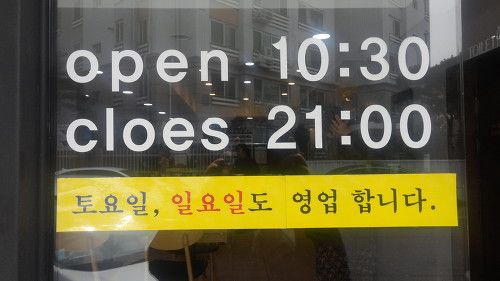 open 10:30
cloes 21:00
토요일, 일요일도 영업 합니다.